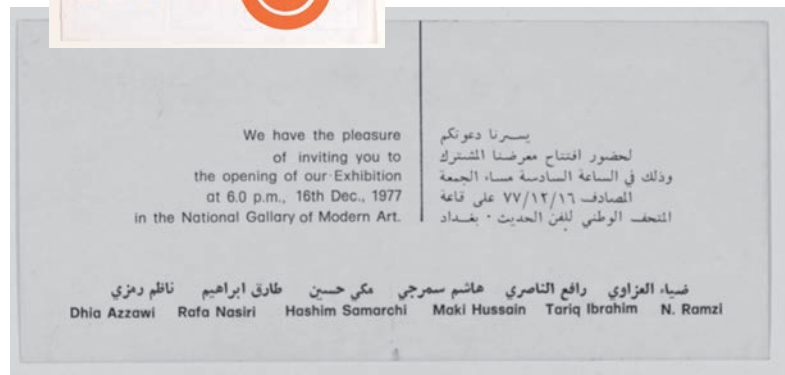 We have the pleasure
of inviting you to
the opening of our Exhibition
at 6.0 p.m., 16th Dec., 1977
in the National Gallary of Modern Art.
يسرنا دعوتكم
لحضور افتتاح معرضنا المشترك
وذلك في الساعة السادسة مساء الجمعة
المصادف ٧٧/١٢/١٦ على قاعة
المتحف الوطني للفن الحديث · بغداد
ضياء العزاوي رافع الناصري هاشم سمرجي مكي حسين طارق ابراهيم ناظم رمزي
Dhia Azzawi Rafa Nasiri Hashim Samarchi Maki Hussain Tariq Ibrahim N. Ramzi